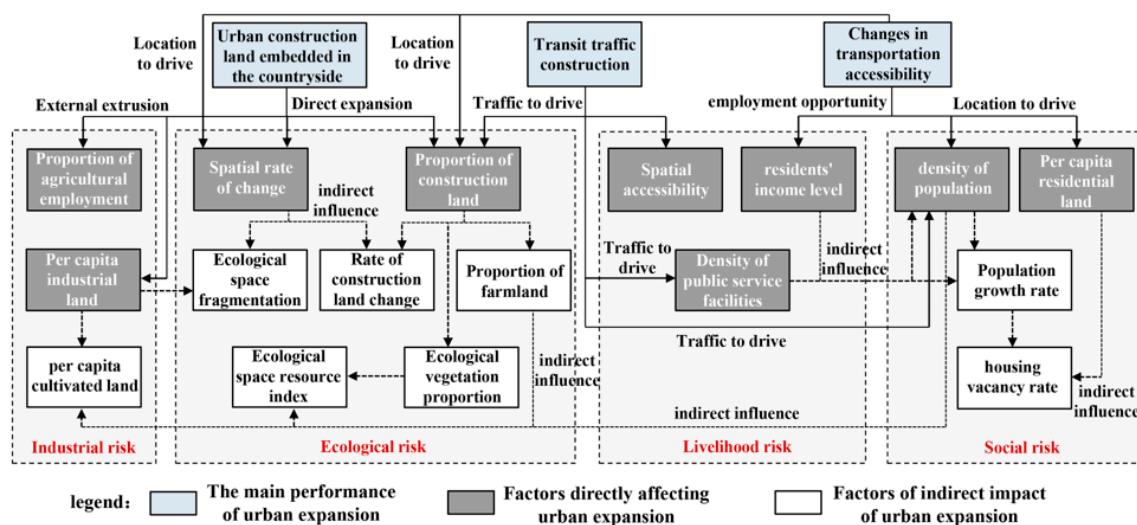 Location
to drive
Urban construction
land embedded in
the countryside
Location
to drive
Transit traffic
construction
Changes in
transportation
accessibility
External extrusion
Direct expansion
Traffic to drive
employment opportunity
Location to drive
Proportion of
agricultural
employment
Spatial rate
of change
Proportion of
construction
land
Spatial
accessibility
residents'
income level
density of
population
Per capita
residential
land
indirect
influence
Per capita
industrial
land
Ecological
space
fragmentation
Rate of
construction
land change
Proportion of
farmland
Traffic to
drive
Density of
public service
facilities
indirect
influence
Population
growth rate
Traffic to drive
per capita
cultivated land
Ecological
space resource
index
Ecological
vegetation
proportion
indirect
influence
housing
vacancy rate
indirect
influence
indirect influence
Industrial risk
Ecological risk
Livelihood risk
Social risk
legend:
The main performance
of urban expansion
Factors directly affecting
urban expansion
Factors of indirect impact
of urban expansion